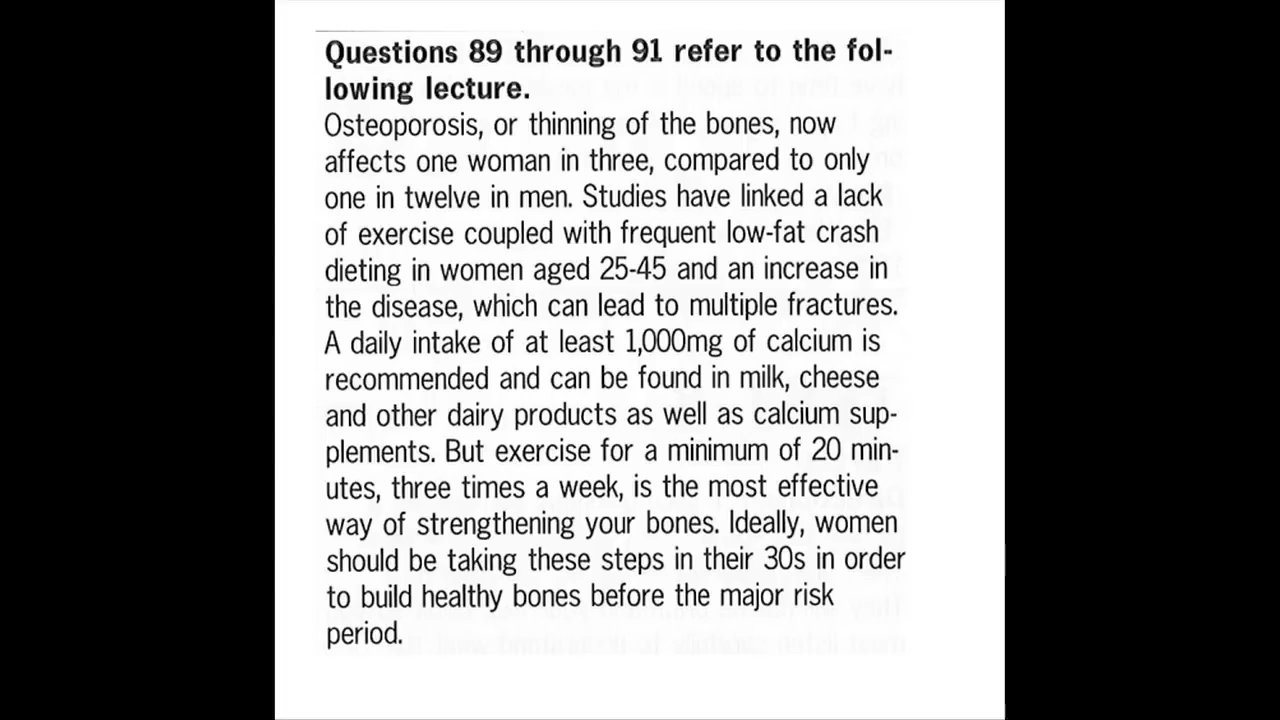 Questions 89 through 91 refer to the fol-
lowing lecture.
Osteoporosis, or thinning of the bones, now
affects one woman in three, compared to only
one in twelve in men. Studies have linked a lack
of exercise coupled with frequent low-fat crash
dieting in women aged 25-45 and an increase in
the disease, which can lead to multiple fractures.
A daily intake of at least 1,000mg of calcium is
recommended and can be found in milk, cheese
and other dairy products as well as calcium sup-
plements. But exercise for a minimum of 20 min-
utes, three times a week, is the most effective
way of strengthening your bones. Ideally, women
should be taking these steps in their 30s in order
to build healthy bones before the major risk
period.